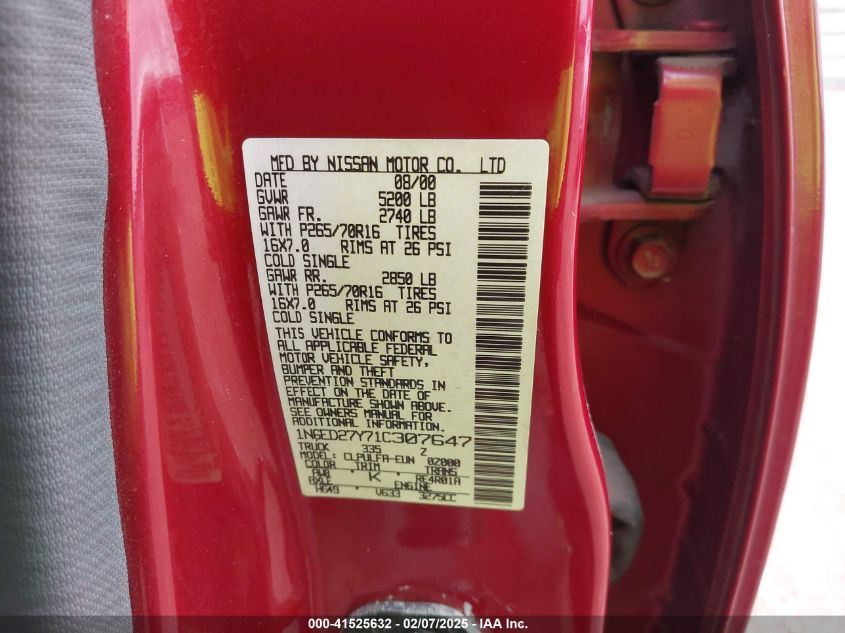 MFD BY NISSAN MOTOR CO. LTD
DATE 08/00
GVWR 5200 LB
GAWR FR. 2740 LB
WITH P265/70R16 TIRES
16X7.0 RIMS AT 26 PSI
COLD SINGLE
GAWR RR. 2850 LB
WITH P265/70R16 TIRES
16X7.0 RIMS AT 26 PSI
COLD SINGLE
THIS VEHICLE CONFORMS TO
ALL APPLICABLE FEDERAL
MOTOR VEHICLE SAFETY,
BUMPER AND THEFT
PREVENTION STANDARDS IN
EFFECT ON THE DATE OF
MANUFACTURE SHOWN ABOVE.
SEE OWNERS MANUAL FOR
ADDITIONAL INFORMATION
1N6ED27Y71C307647
TRUCK 335 2
MODEL: CLPULFA-EUN 02000
COLOR TRIM TRANS
K RE4R01A
AXLE ENGINE
H649 VG33 3275CC
000-41525632 - 02/07/2025 - IAA Inc.